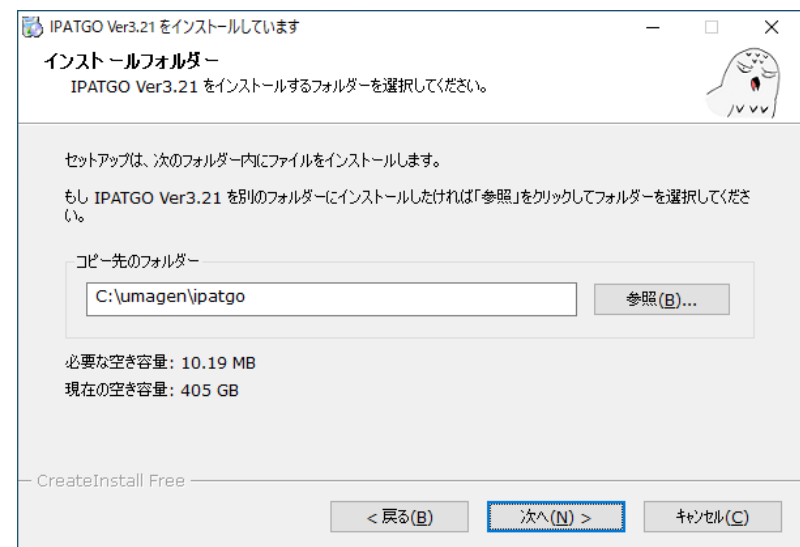 IPATGO Ver3.21 をインストールしています
インストールフォルダー
IPATGO Ver3.21 をインストールするフォルダーを選択してください。
セットアップは、次のフォルダー内にファイルをインストールします。
もし IPATGO Ver3.21 を別のフォルダーにインストールしたければ「参照」をクリックしてフォルダーを選択してくださ
い。
コピー先のフォルダー
C:\umagen\ipatgo
参照(B)...
必要な空き容量: 10.19 MB
現在の空き容量: 405 GB
CreateInstall Free
< 戻る(B)
次へ(N) >
キャンセル(C)